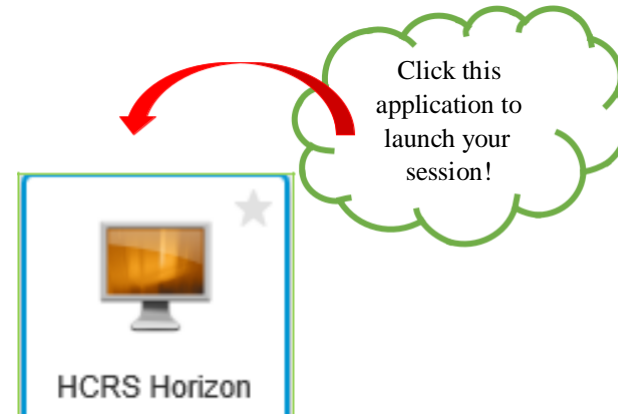 Click this
application to
launch your
session!
HCRS Horizon